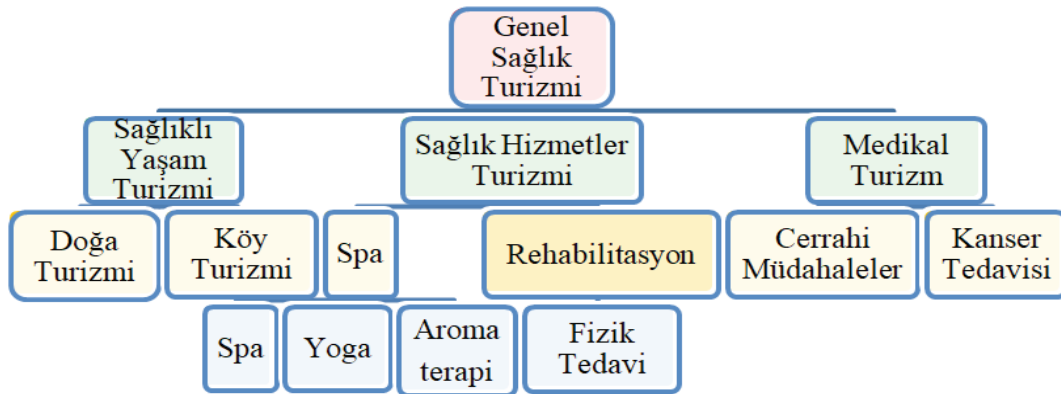 Genel
Sağlık
Turizmi
Sağlıklı
Yaşam
Turizmi
Sağlık Hizmetler
Turizmi
Medikal
Turizm
Doğa
Turizmi
Köy
Turizmi
Spa
Rehabilitasyon
Cerrahi
Müdahaleler
Kanser
Tedavisi
Spa
Yoga
Aroma
terapi
Fizik
Tedavi